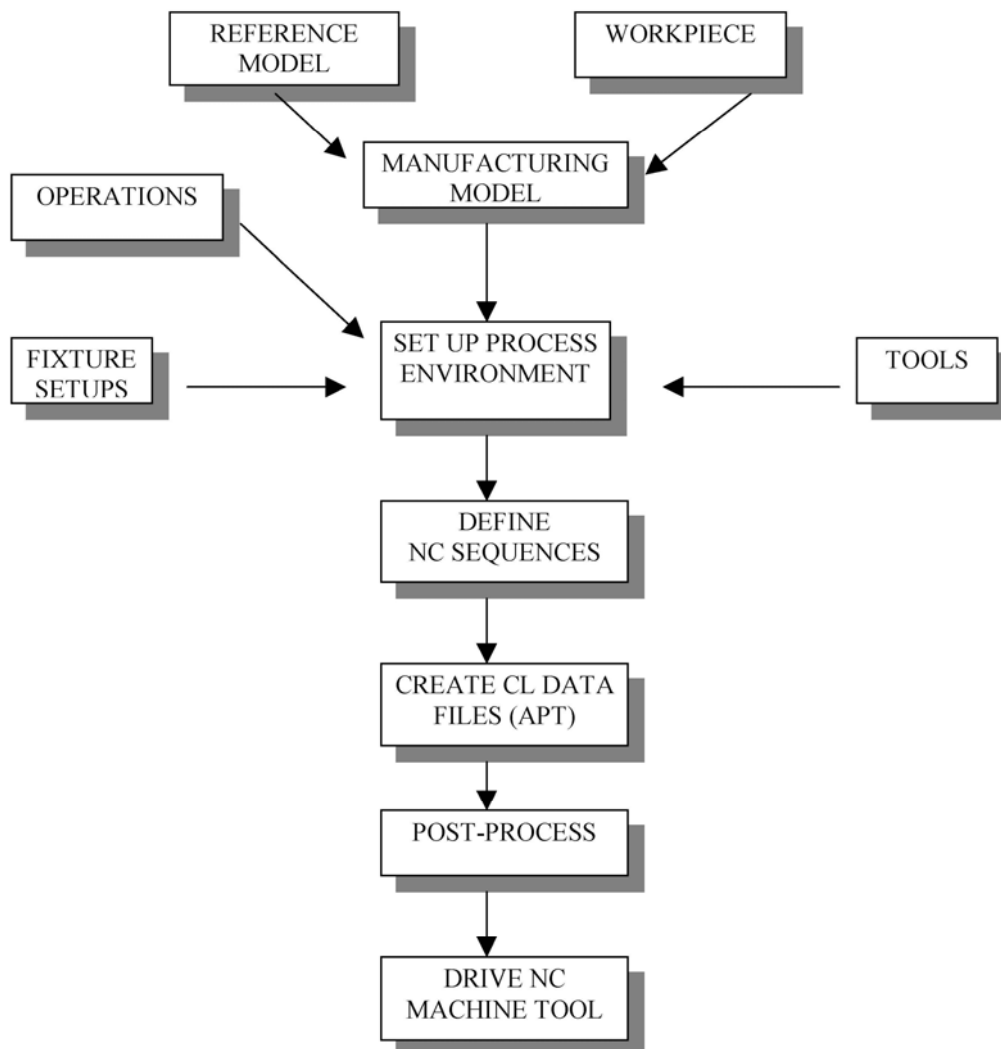 REFERENCE
MODEL
WORKPIECE
MANUFACTURING
MODEL
OPERATIONS
SET UP PROCESS
ENVIRONMENT
FIXTURE
SETUPS
TOOLS
DEFINE
NC SEQUENCES
CREATE CL DATA
FILES (APT)
POST-PROCESS
DRIVE NC
MACHINE TOOL